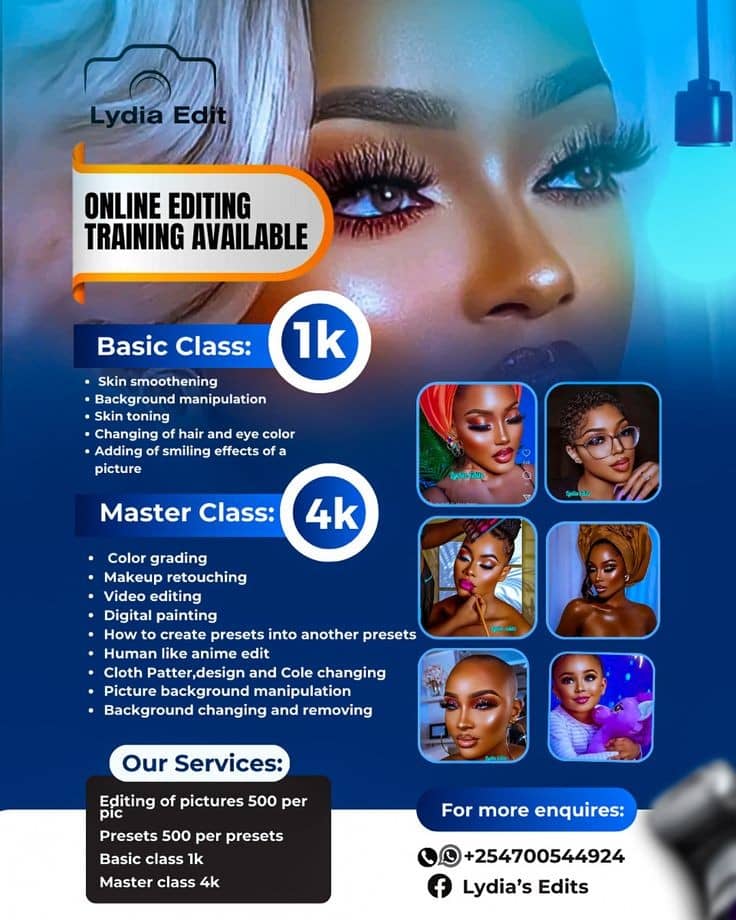 Lydia Edit
ONLINE EDITING
TRAINING AVAILABLE
Basic Class:
1k
Skin smoothening
Background manipulation
Skin toning
Changing of hair and eye color
Adding of smiling effects of a
picture
Master Class:
4k
Color grading
Makeup retouching
Video editing
Digital painting
How to create presets into another presets
Human like anime edit
Cloth Patter,design and Cole changing
Picture background manipulation
Background changing and removing
Our Services:
Editing of pictures 500 per
pic
Presets 500 per presets
Basic class 1k
Master class 4k
For more enquires:
+254700544924
Lydia's Edits